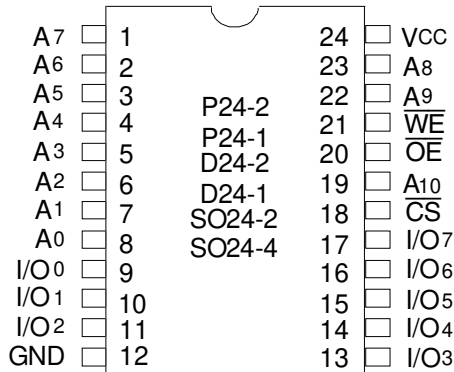 A7 1 24 VCC
A6 2 23 A8
A5 3 22 A9
P24-2
A4 4 21 WE
P24-1
A3 5 20 OE
D24-2
A2 6 19 A10
D24-1
A1 7 18 CS
SO24-2
A0 8 17 I/O7
SO24-4
I/O0 9 16 I/O6
I/O1 10 15 I/O5
I/O2 11 14 I/O4
GND 12 13 I/O3